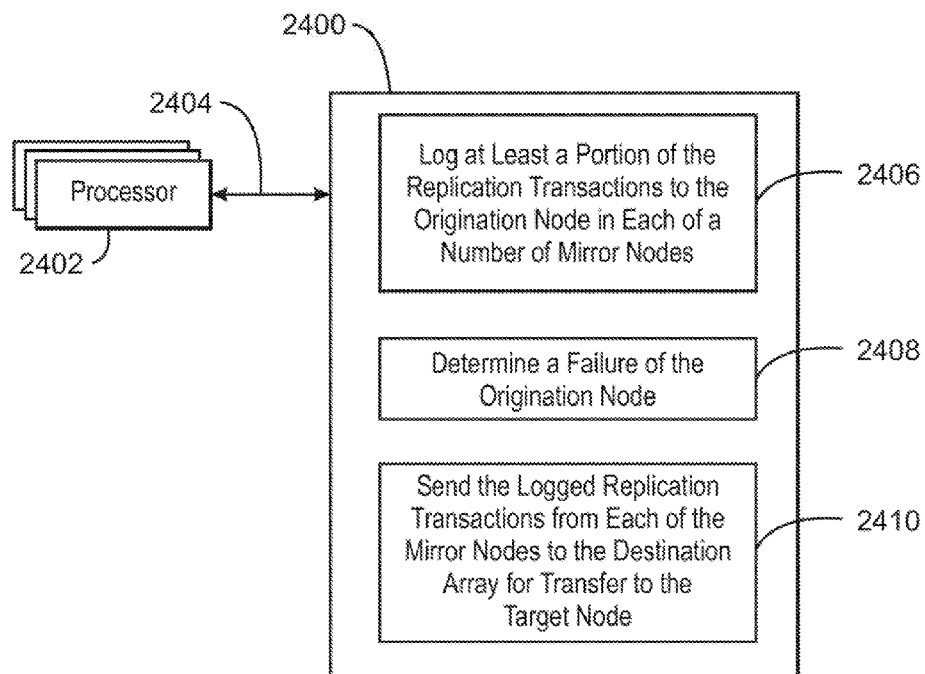 2400
2404
Processor
2402
Log at Least a Portion of the
Replication Transactions to the
Origination Node in Each of a
Number of Mirror Nodes
2406
Determine a Failure of the
Origination Node
2408
Send the Logged Replication
Transactions from Each of the
Mirror Nodes to the Destination
Array for Transfer to the
Target Node
2410